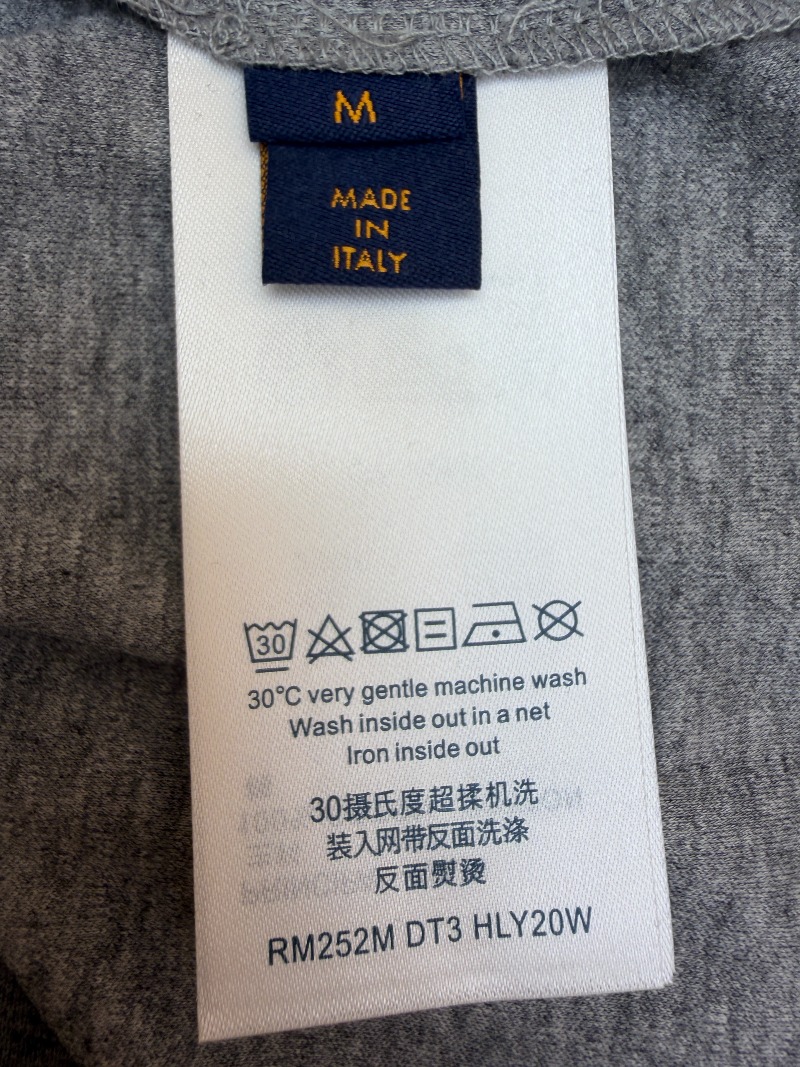 M
MADE
IN
ITALY
30
30°C very gentle machine wash
Wash inside out in a net
Iron inside out
30摄氏度超揉机洗
装入网带反面洗涤
反面熨烫
RM252M DT3 HLY20W